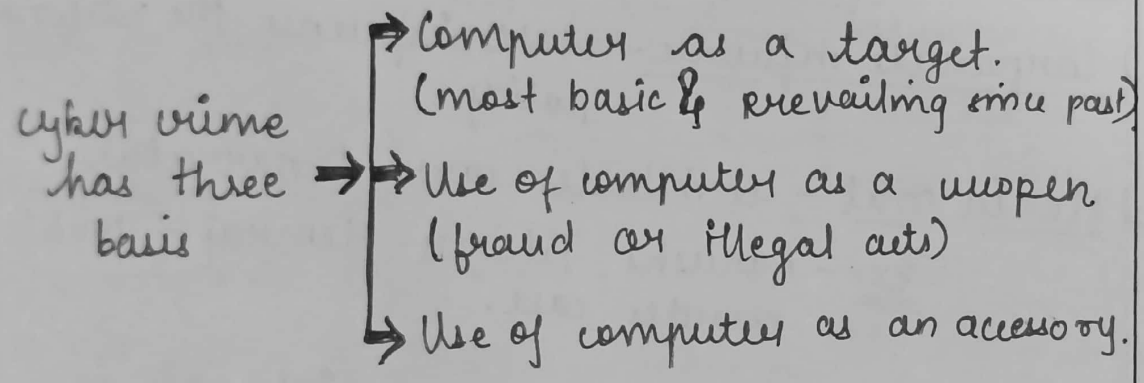 cyber crime
has three
basis
Computer as a target.
(most basic & prevailing since past)
Use of computer as a weopen
(fraud or illegal acts)
Use of computer as an accessory.